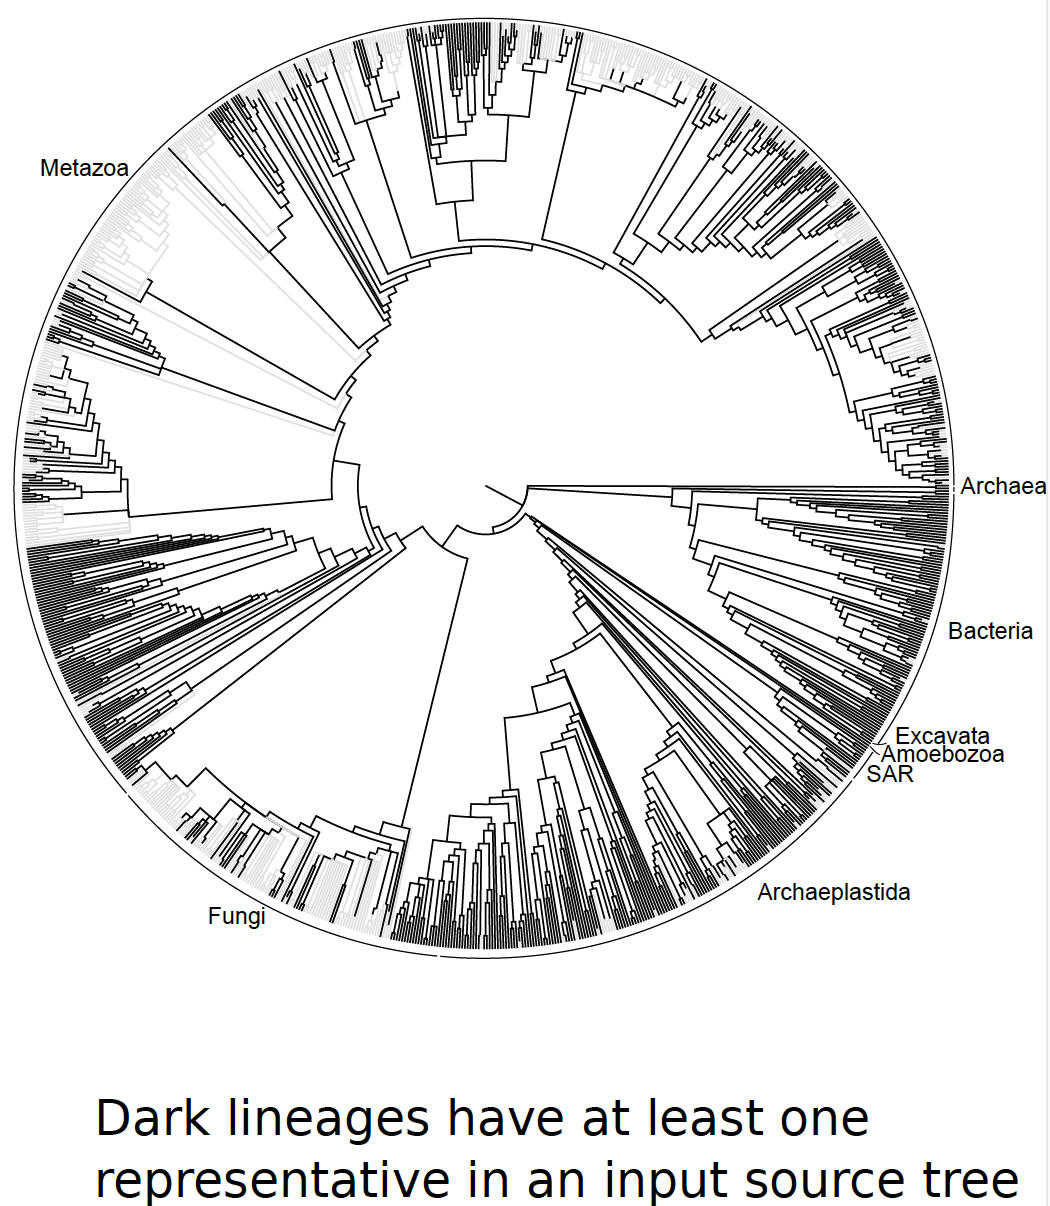 Metazoa
Archaea
Bacteria
Excavata
Amoebozoa
SAR
Archaeplastida
Fungi
Dark lineages have at least one
representative in an input source tree